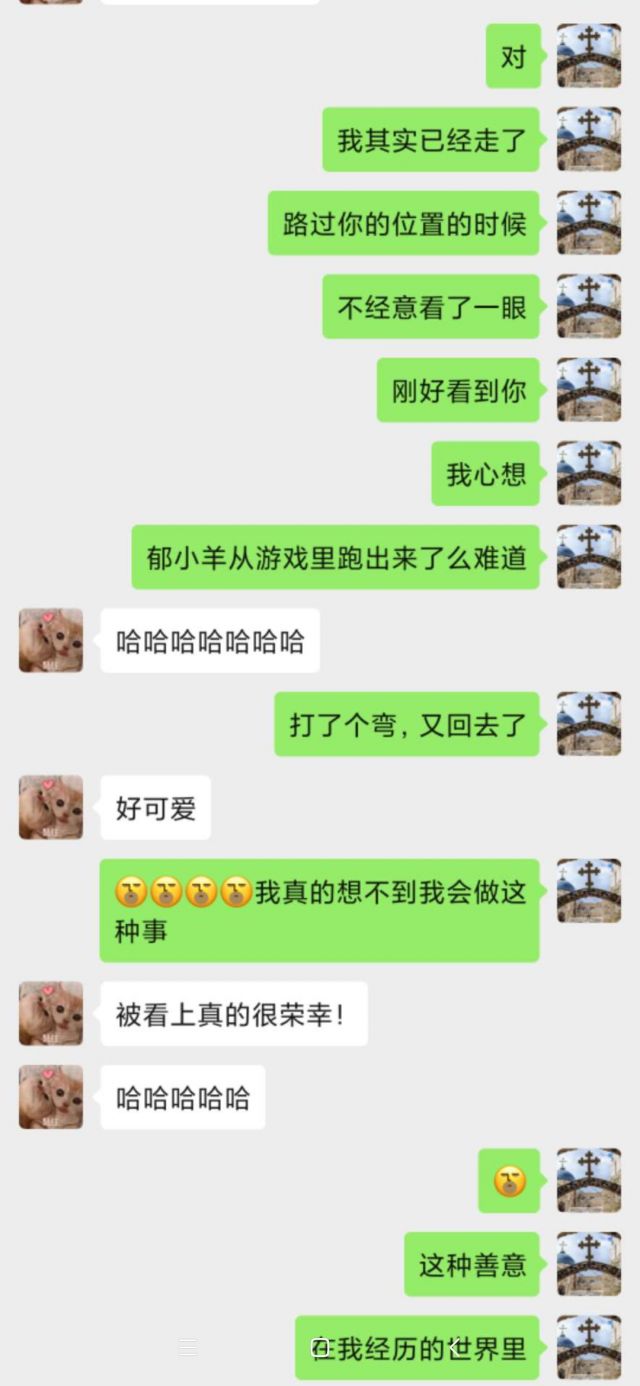 对
我其实已经走了
路过你的位置的时候
不经意看了一眼
刚好看到你
我心想
郁小羊从游戏里跑出来了么难道
哈哈哈哈哈哈哈
打了个弯，又回去了
好可爱
我真的想不到我会做这
种事
被看上真的很荣幸！
哈哈哈哈哈
这种善意
在我经历的世界里